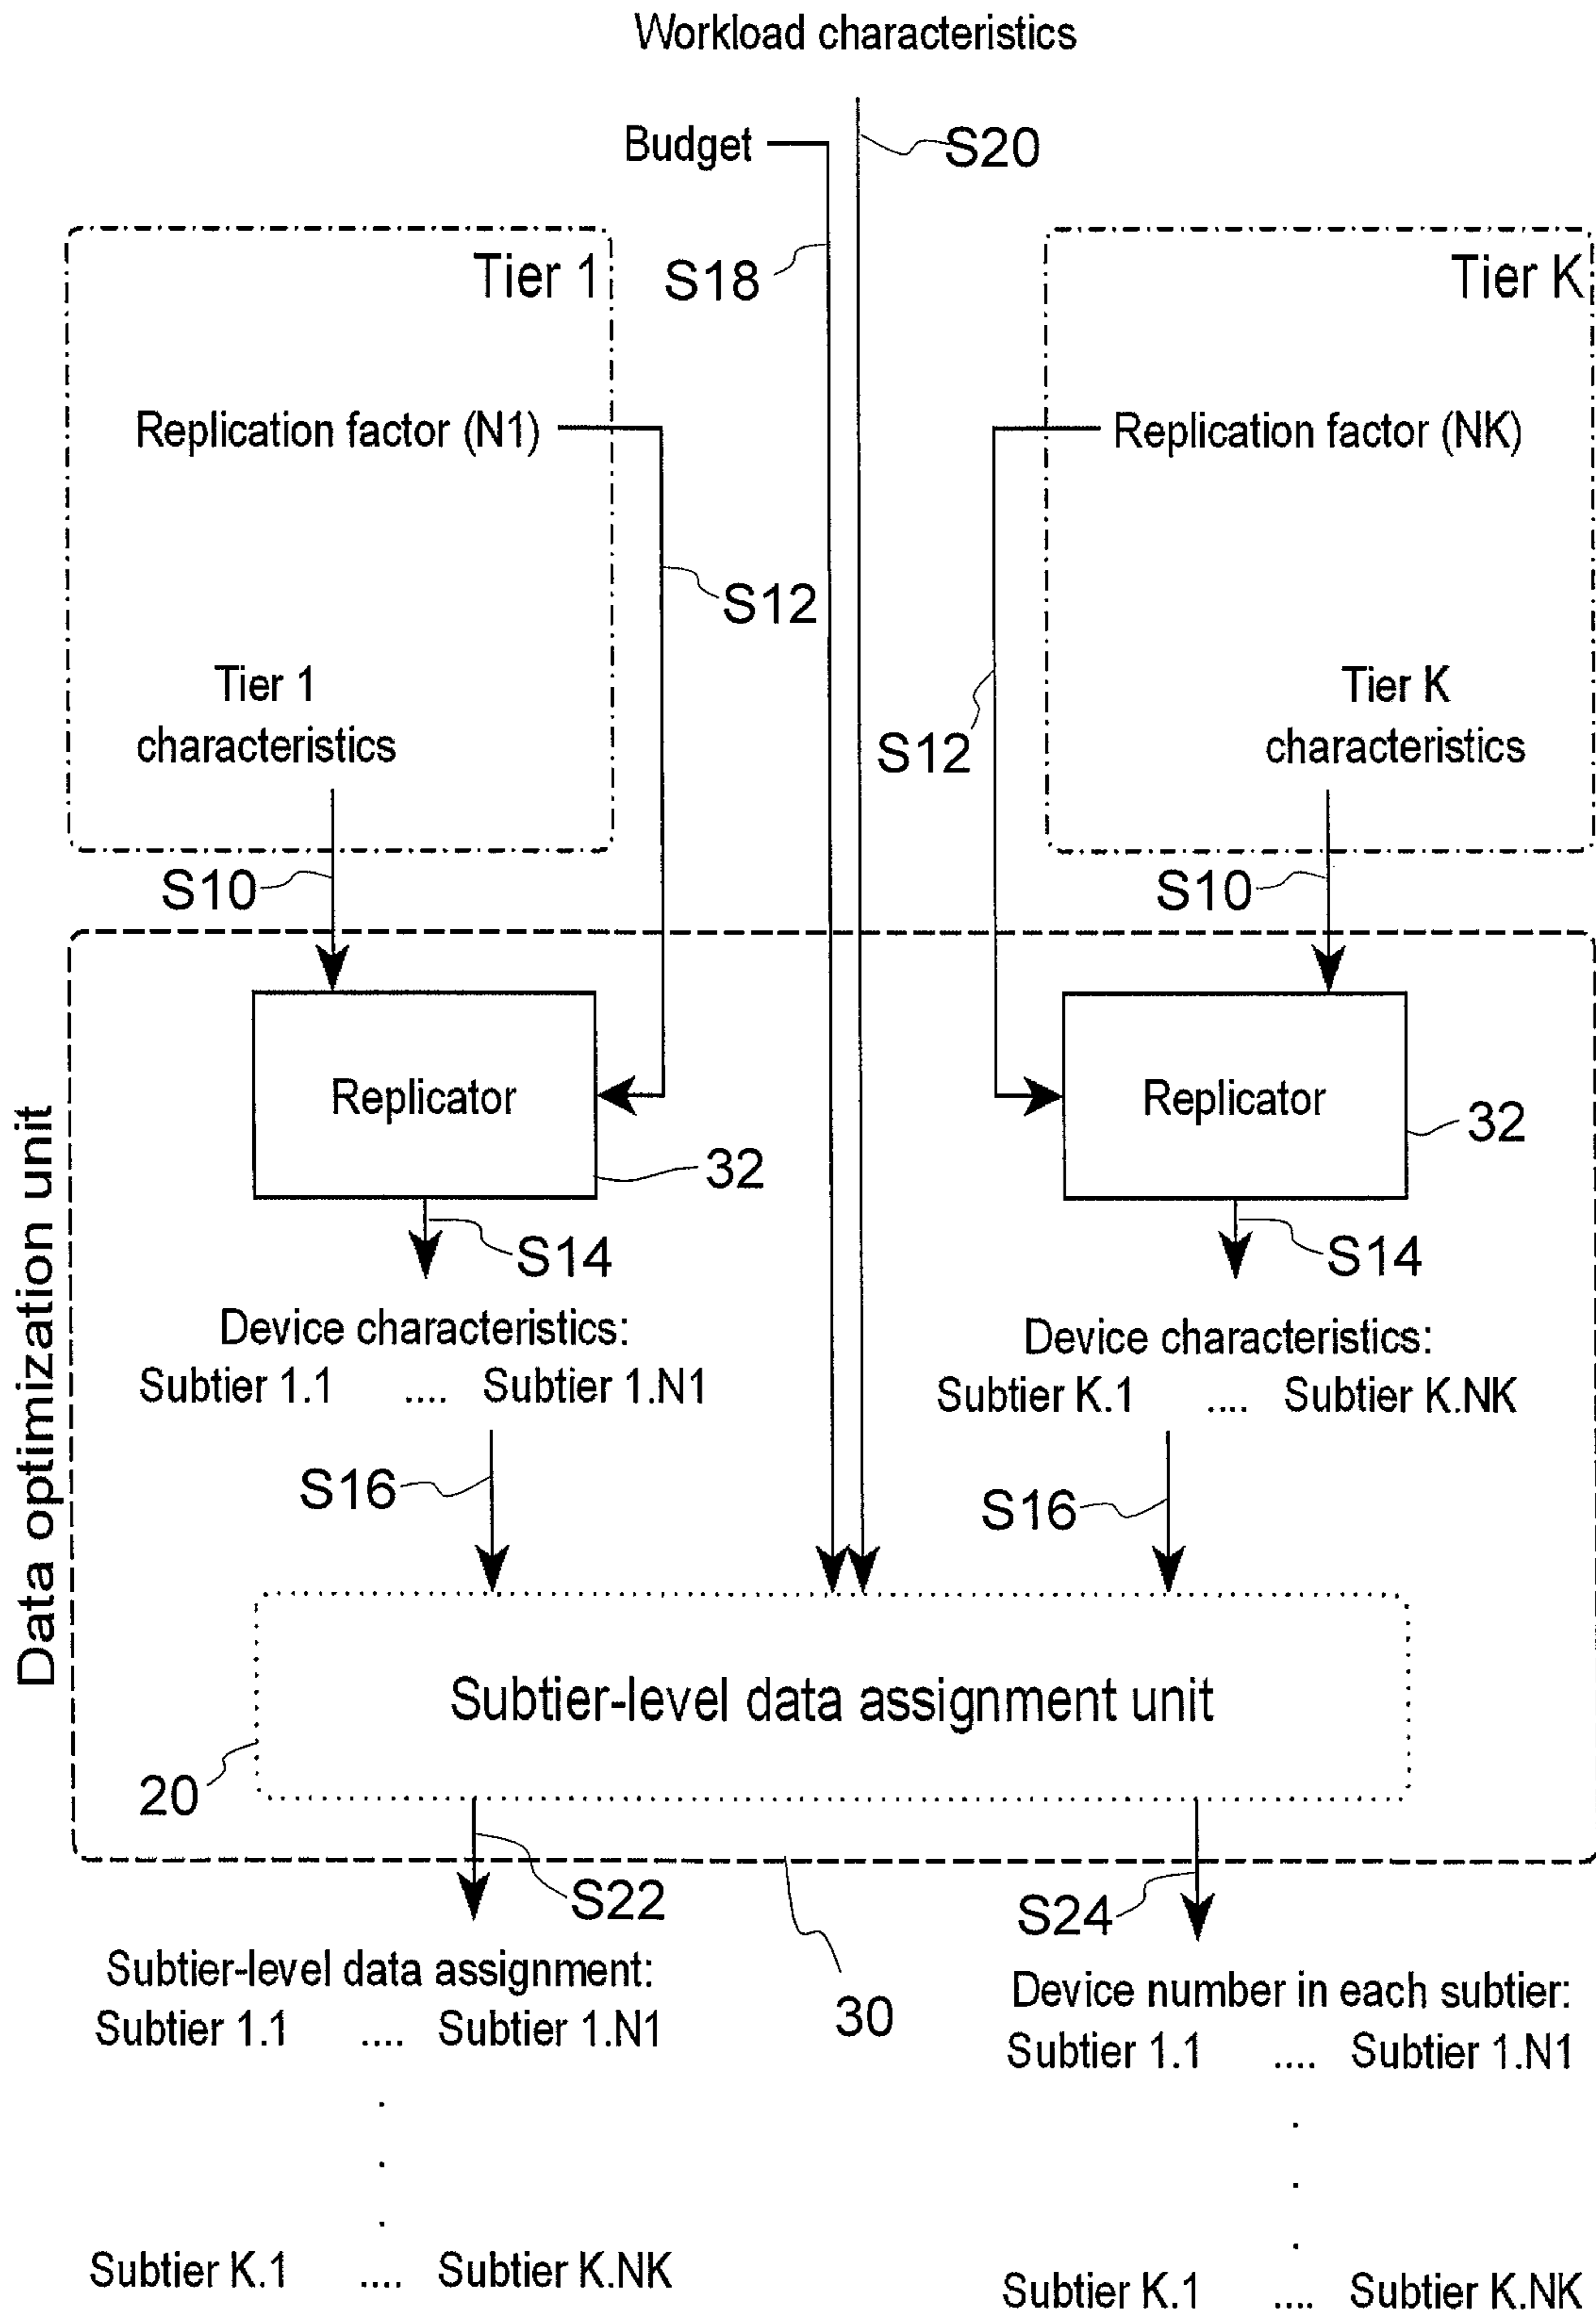 Workload characteristics
Budget
S20
Tier 1
S18
Tier K
Replication factor (N1)
Replication factor (NK)
S12
Tier 1
characteristics
Tier K
characteristics
S12
S10
S10
Replicator
Replicator
32
32
S14
S14
Data optimization unit
Device characteristics:
Subtier 1.1 .... Subtier 1.N1
Device characteristics:
Subtier K.1 .... Subtier K.NK
S16
S16
Subtier-level data assignment unit
20
S22
S24
30
Subtier-level data assignment:
Subtier 1.1 .... Subtier 1.N1
.
.
.
Subtier K.1 .... Subtier K.NK
Device number in each subtier:
Subtier 1.1 .... Subtier 1.N1
.
.
.
Subtier K.1 .... Subtier K.NK